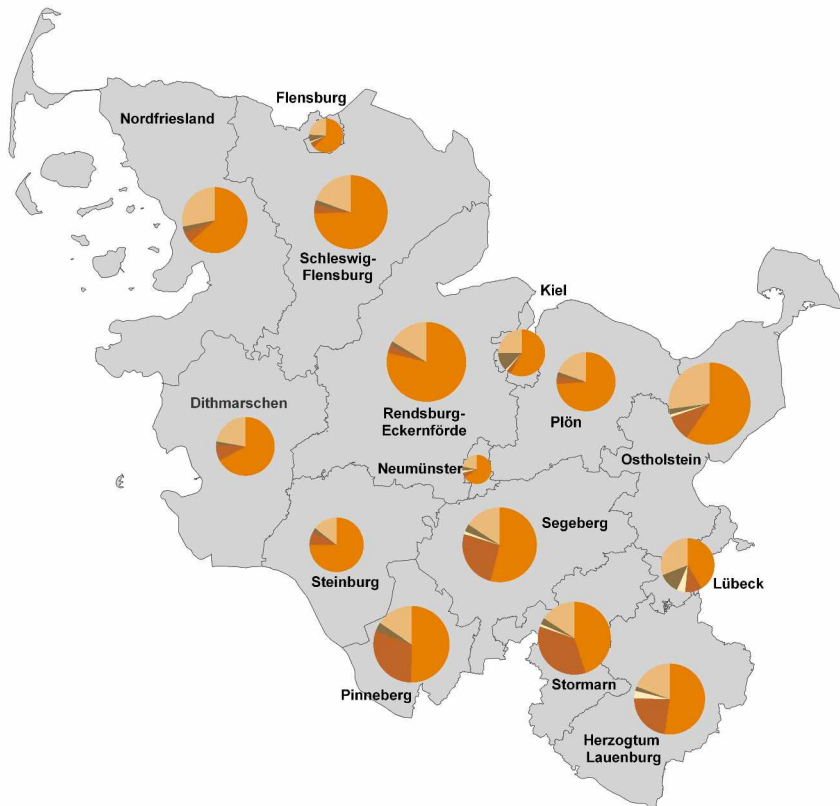 Flensburg
Nordfriesland
Schleswig-
Flensburg
Kiel
Rendsburg-
Eckernförde
Plön
Dithmarschen
Ostholstein
Neumünster
Segeberg
Steinburg
Lübeck
Pinneberg
Stormarn
Herzogtum
Lauenburg